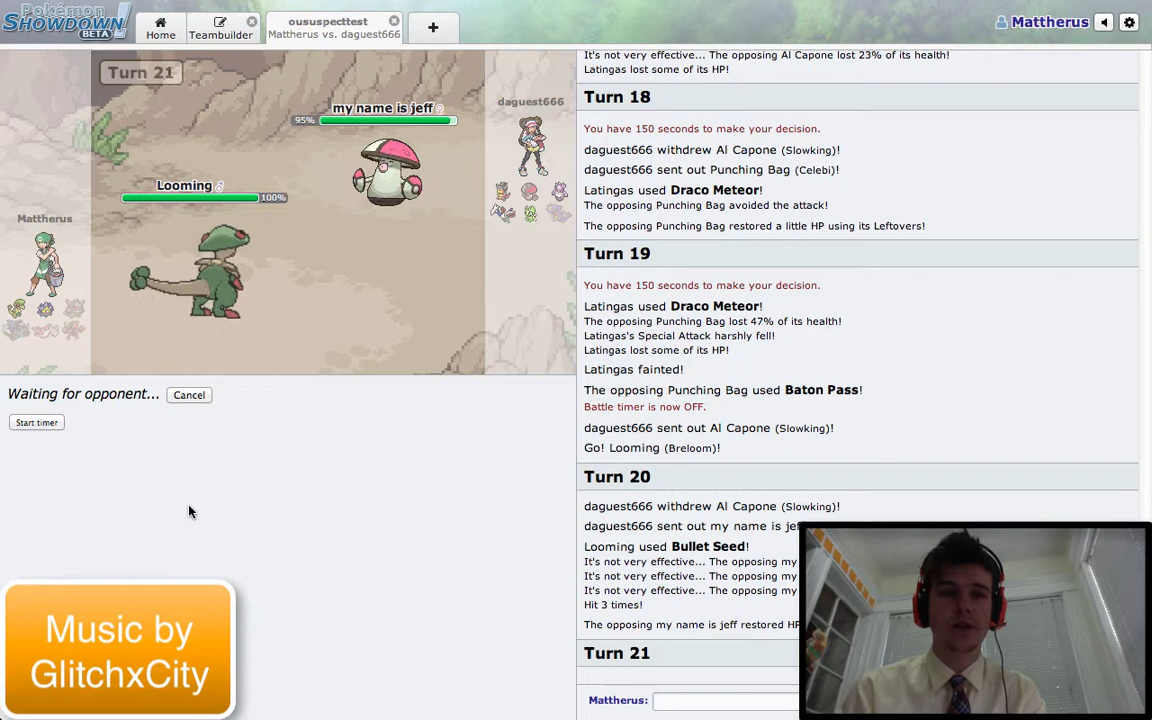 Pokémon
SHOWDOWN!
BETA
Home
Teambuilder
oususpecttest
Mattherus vs. daguest666
+
Mattherus
Turn 21
my name is jeff
95%
Looming
100%
Mattherus
daguest666
Waiting for opponent...
Cancel
Start timer
Music by
GlitchxCity
It's not very effective... The opposing Al Capone lost 23% of its health!
Latingas lost some of its HP!
Turn 18
You have 150 seconds to make your decision.
daguest666 withdrew Al Capone (Slowking)!
daguest666 sent out Punching Bag (Celebi)!
Latingas used Draco Meteor!
The opposing Punching Bag avoided the attack!
The opposing Punching Bag restored a little HP using its Leftovers!
Turn 19
You have 150 seconds to make your decision.
Latingas used Draco Meteor!
The opposing Punching Bag lost 47% of its health!
Latingas's Special Attack harshly fell!
Latingas lost some of its HP!
Latingas fainted!
The opposing Punching Bag used Baton Pass!
Battle timer is now OFF.
daguest666 sent out Al Capone (Slowking)!
Go! Looming (Breloom)!
Turn 20
daguest666 withdrew Al Capone (Slowking)!
daguest666 sent out my name is
Looming used Bullet Seed!
It's not very effective... The opposing my
It's not very effective... The opposing my
It's not very effective... The opposing my
Hit 3 times!
The opposing my name is jeff restored
Turn 21
Mattherus: